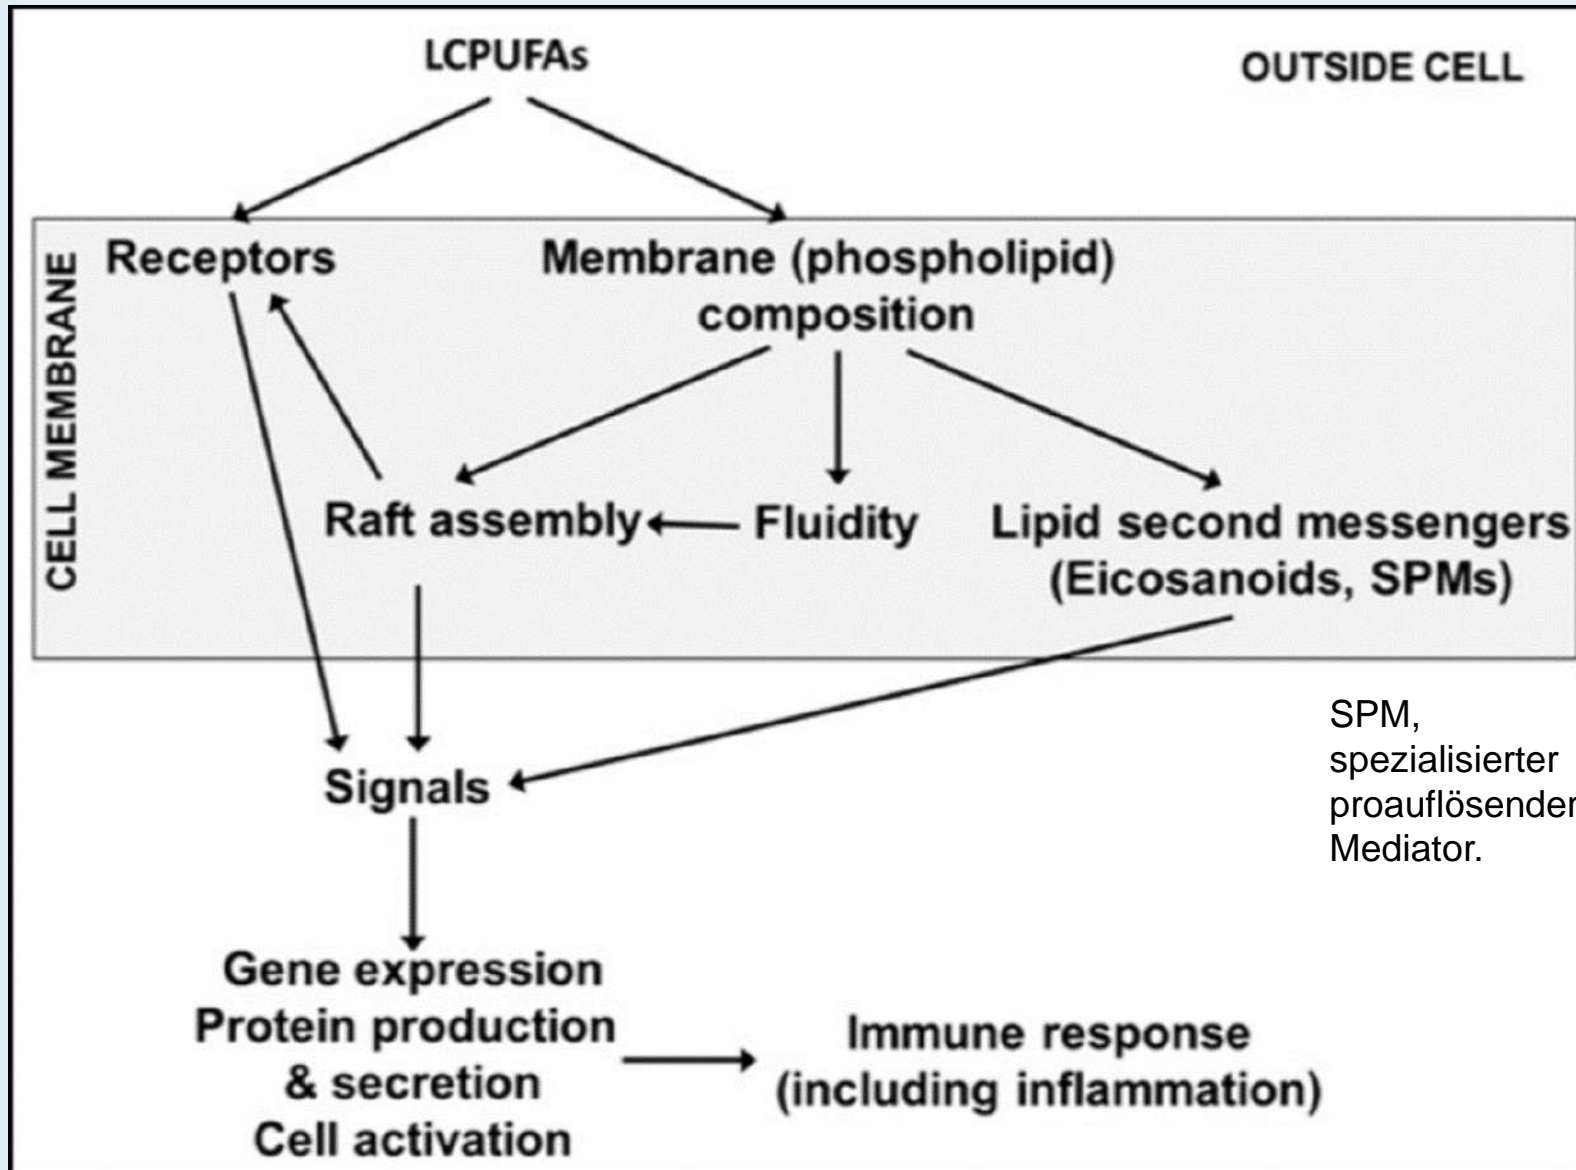 LCPUFAs
OUTSIDE CELL
CELL MEMBRANE
Receptors
Membrane (phospholipid)
composition
Raft assembly
Fluidity
Lipid second messengers
(Eicosanoids, SPMs)
SPM,
spezialisierter
proauflösender
Mediator.
Signals
Gene expression
Protein production
& secretion
Cell activation
Immune response
(including inflammation)